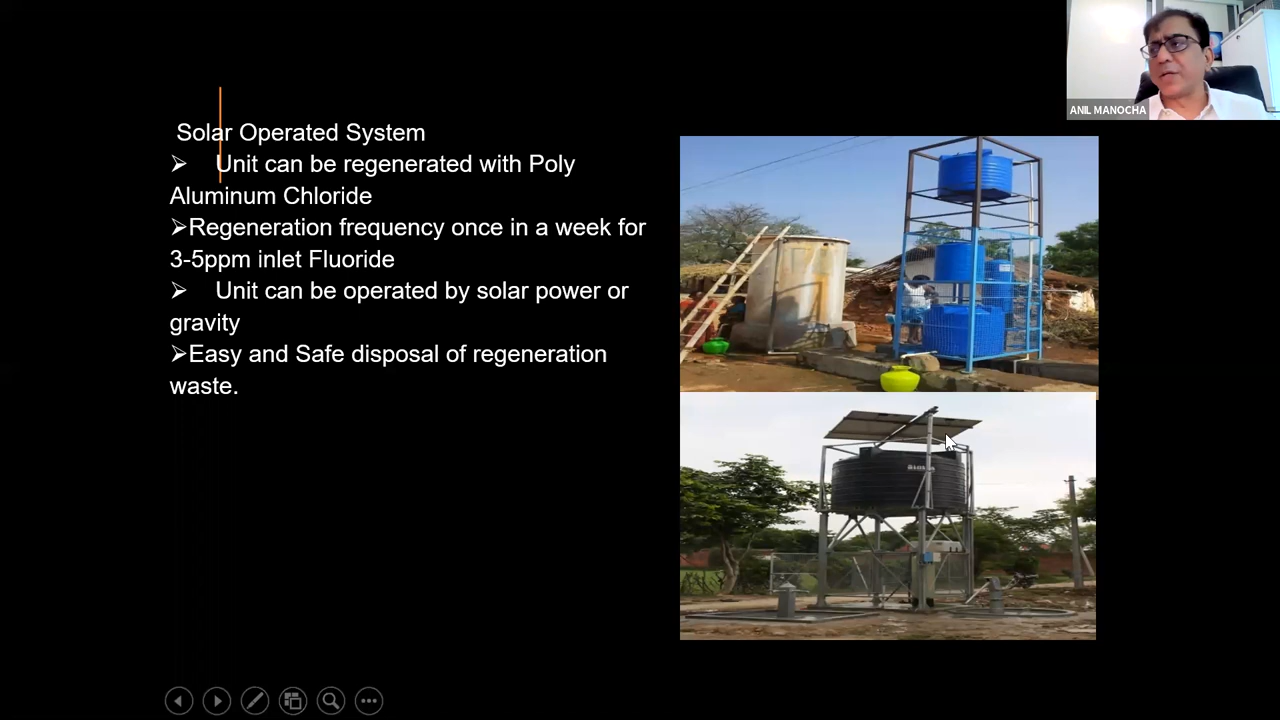 ANIL MANOCHA
Solar Operated System
➢ Unit can be regenerated with Poly
Aluminum Chloride
➢Regeneration frequency once in a week for
3-5ppm inlet Fluoride
➢ Unit can be operated by solar power or
gravity
➢Easy and Safe disposal of regeneration
waste.